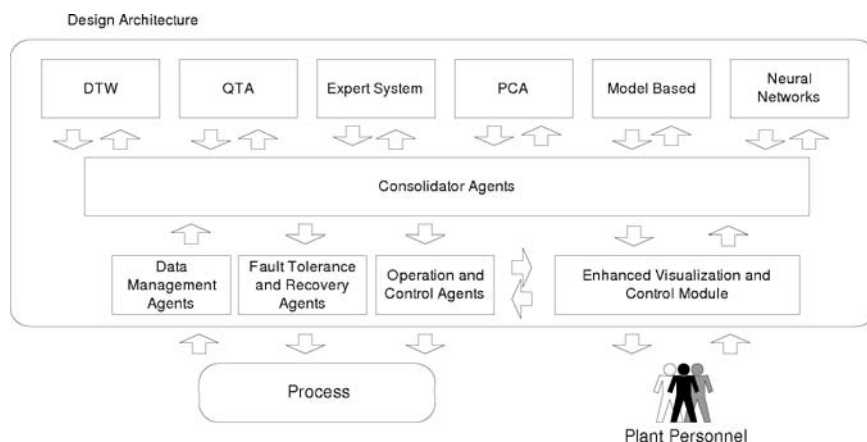 Design Architecture
DTW
QTA
Expert System
PCA
Model Based
Neural
Networks
Consolidator Agents
Data
Management
Agents
Fault Tolerance
and Recovery
Agents
Operation and
Control Agents
Enhanced Visualization and
Control Module
Process
Plant Personnel